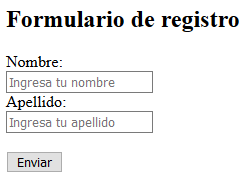 Formulario de registro
Nombre:
Ingresa tu nombre
Apellido:
Ingresa tu apellido
Enviar